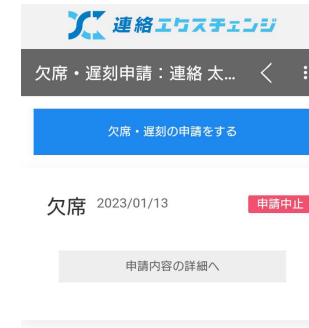 連絡エクスチェンジ
欠席・遅刻申請：連絡 太...
欠席・遅刻の申請をする
欠席 2023/01/13 申請中止
申請内容の詳細へ